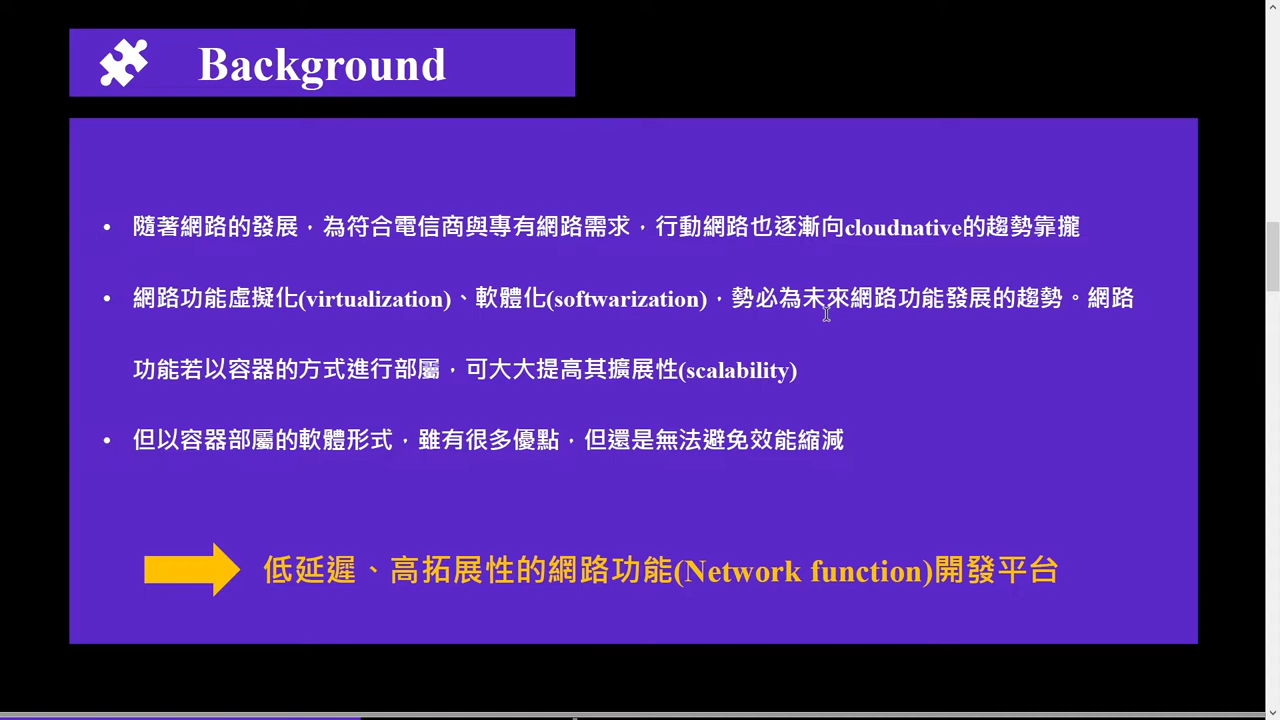 Background
• 隨著網路的發展，為符合電信商與專有網路需求，行動網路也逐漸向cloudnative的趨勢靠攏
• 網路功能虛擬化(virtualization)、軟體化(softwarization)，勢必為未來網路功能發展的趨勢。網路
功能若以容器的方式進行部屬，可大大提高其擴展性(scalability)
• 但以容器部屬的軟體形式，雖有很多優點，但還是無法避免效能縮減
低延遲、高拓展性的網路功能(Network function)開發平台